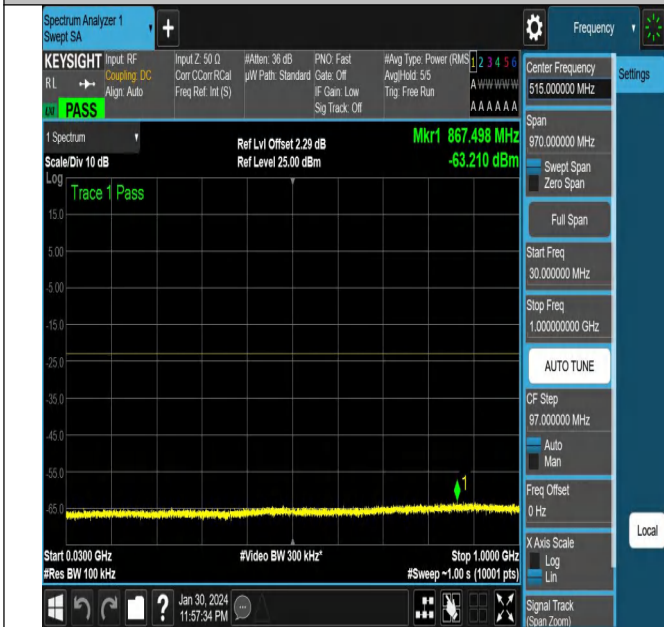 Spectrum Analyzer 1
Swept SA
Frequency
KEYSIGHT
Input: RF
Coupling: DC
Align: Auto
RL
LXI
PASS
Input Z: 50 Ω
Corr CCorr RCal
Freq Ref: Int (S)
#Atten: 36 dB
µW Path: Standard
PNO: Fast
Gate: Off
IF Gain: Low
Sig Track: Off
#Avg Type: Power (RMS
Avg|Hold: 5/5
Trig: Free Run
1 2 3 4 5 6
A W W W W W
A A A A A A
Center Frequency
515.000000 MHz
Settings
Span
970.000000 MHz
Swept Span
Zero Span
Full Span
Start Freq
30.000000 MHz
Stop Freq
1.000000000 GHz
AUTO TUNE
CF Step
97.000000 MHz
Auto
Man
Freq Offset
0 Hz
X Axis Scale
Log
Lin
Local
Signal Track
(Span Zoom)
1 Spectrum
Scale/Div 10 dB
Ref Lvl Offset 2.29 dB
Ref Level 25.00 dBm
Mkr1 867.498 MHz
-63.210 dBm
Log
Trace 1 Pass
15.0
5.00
-5.00
-15.0
-25.0
-35.0
-45.0
-55.0
-65.0
1
Start 0.0300 GHz
#Video BW 300 kHz*
Stop 1.0000 GHz
#Res BW 100 kHz
#Sweep ~1.00 s (10001 pts)
?
Jan 30, 2024
11:57:34 PM